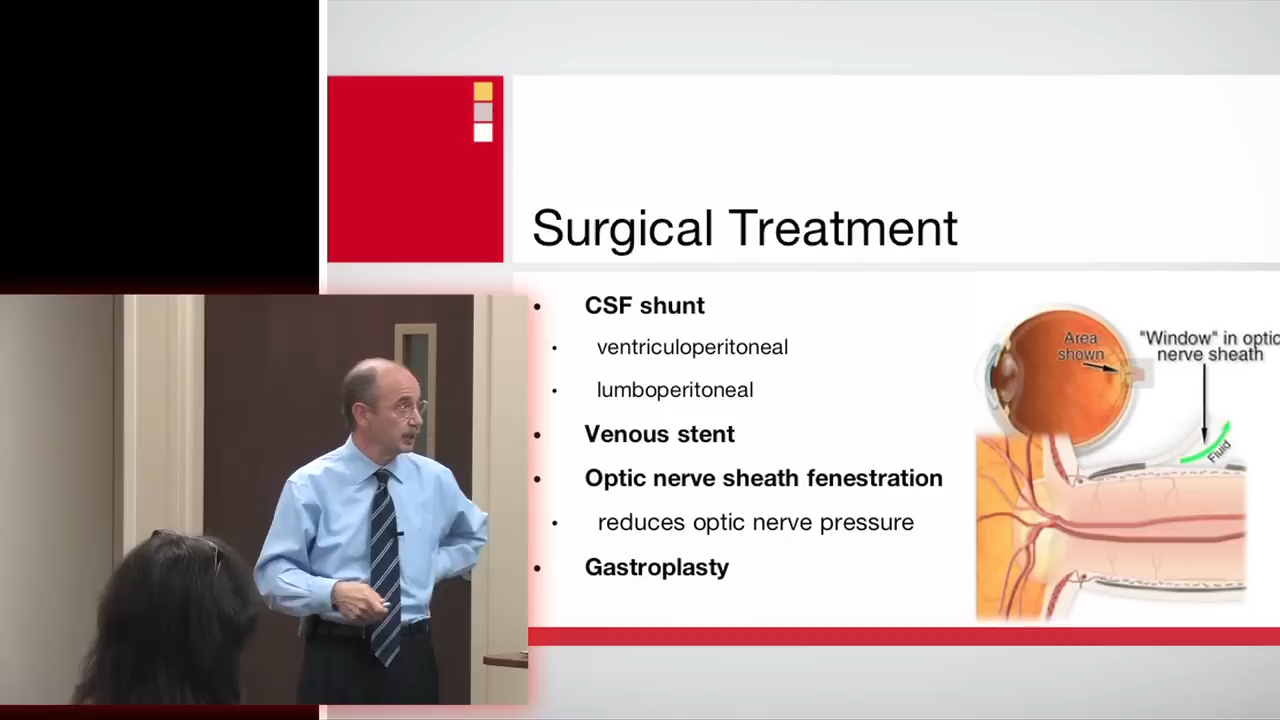 Surgical Treatment
• CSF shunt
• ventriculoperitoneal
• lumboperitoneal
• Venous stent
• Optic nerve sheath fenestration
• reduces optic nerve pressure
• Gastroplasty
Area
shown
"Window" in optic
nerve sheath
Fluid